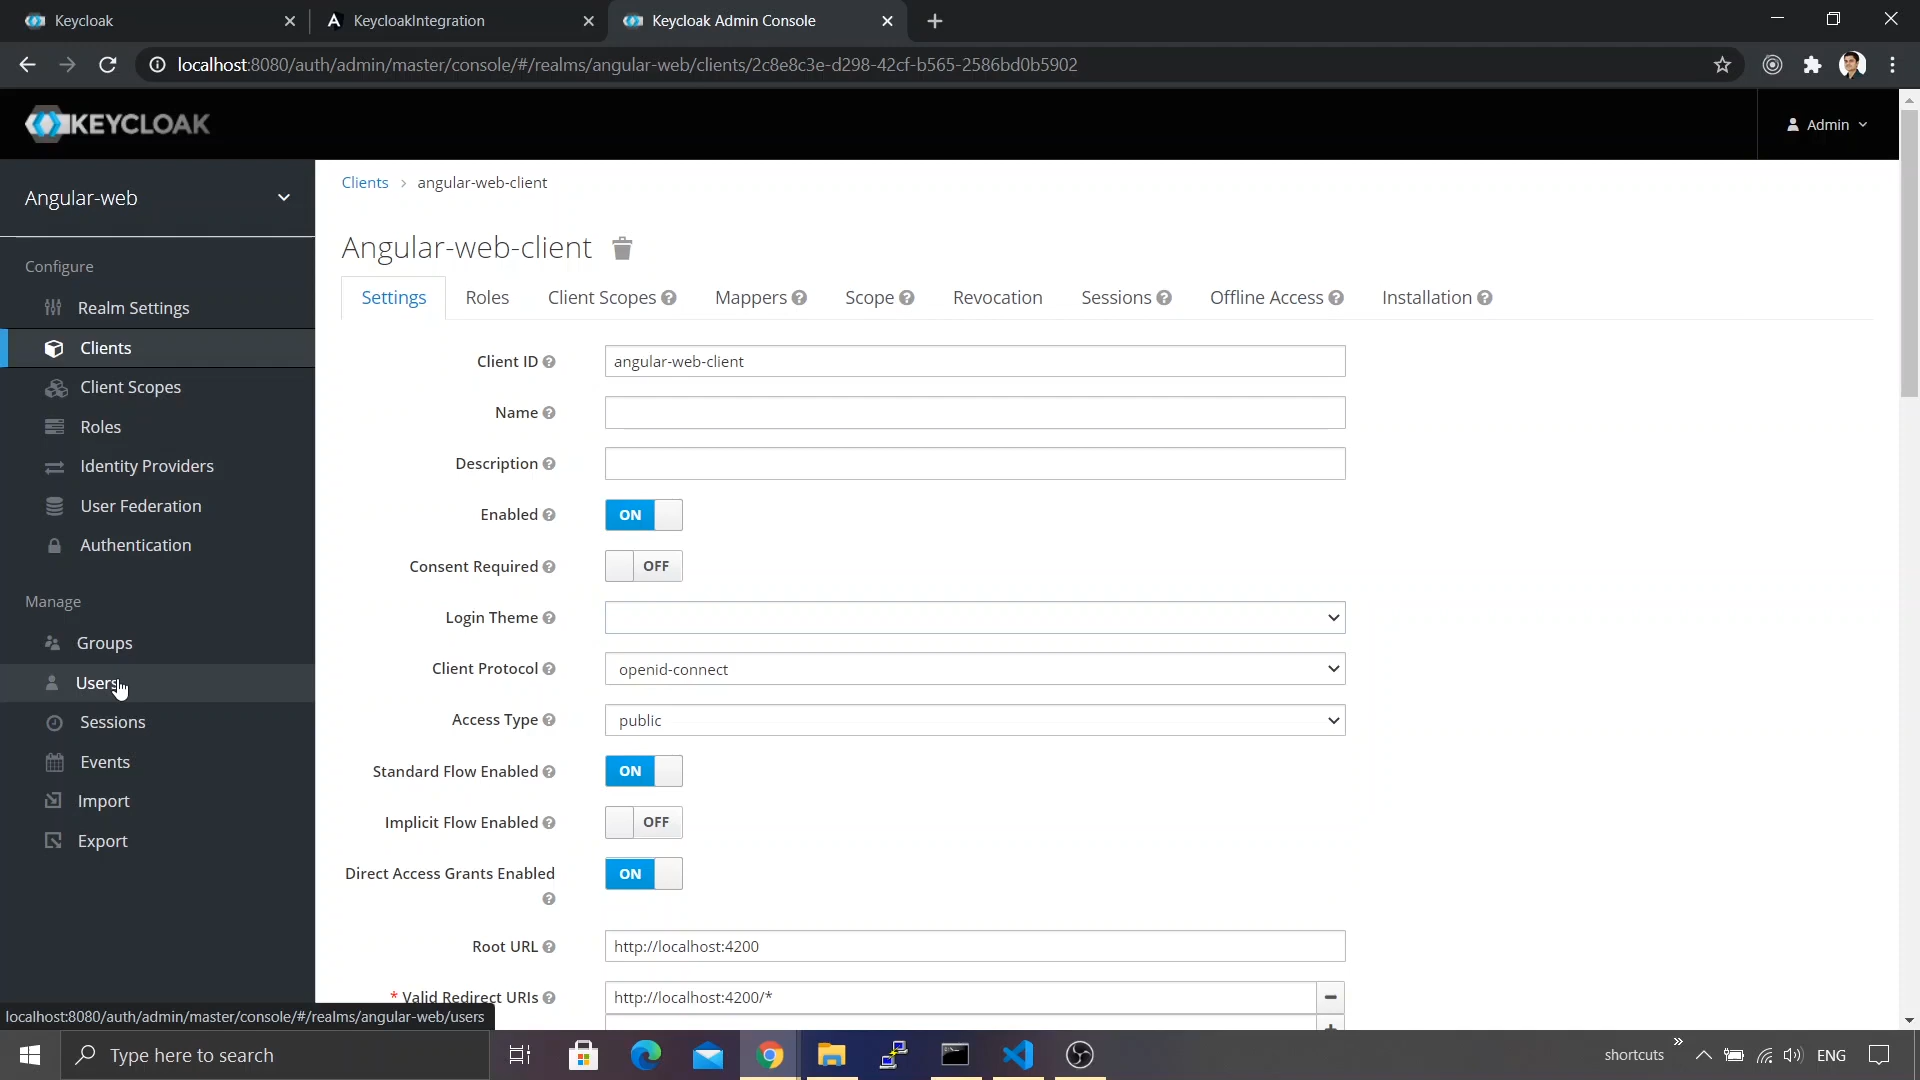 Keycloak
KeycloakIntegration
Keycloak Admin Console
localhost:8080/auth/admin/master/console/#/realms/angular-web/clients/2c8e8c3e-d298-42cf-b565-2586bd0b5902
KEYCLOAK
Admin
Angular-web
Configure
Realm Settings
Clients
Client Scopes
Roles
Identity Providers
User Federation
Authentication
Manage
Groups
Users
Sessions
Events
Import
Export
Clients > angular-web-client
Angular-web-client
Settings Roles Client Scopes Mappers Scope Revocation Sessions Offline Access Installation
Client ID angular-web-client
Name
Description
Enabled ON
Consent Required OFF
Login Theme
Client Protocol openid-connect
Access Type public
Standard Flow Enabled ON
Implicit Flow Enabled OFF
Direct Access Grants Enabled ON
Root URL http://localhost:4200
* Valid Redirect URIs http://localhost:4200/*
localhost:8080/auth/admin/master/console/#/realms/angular-web/users
Type here to search
shortcuts
ENG